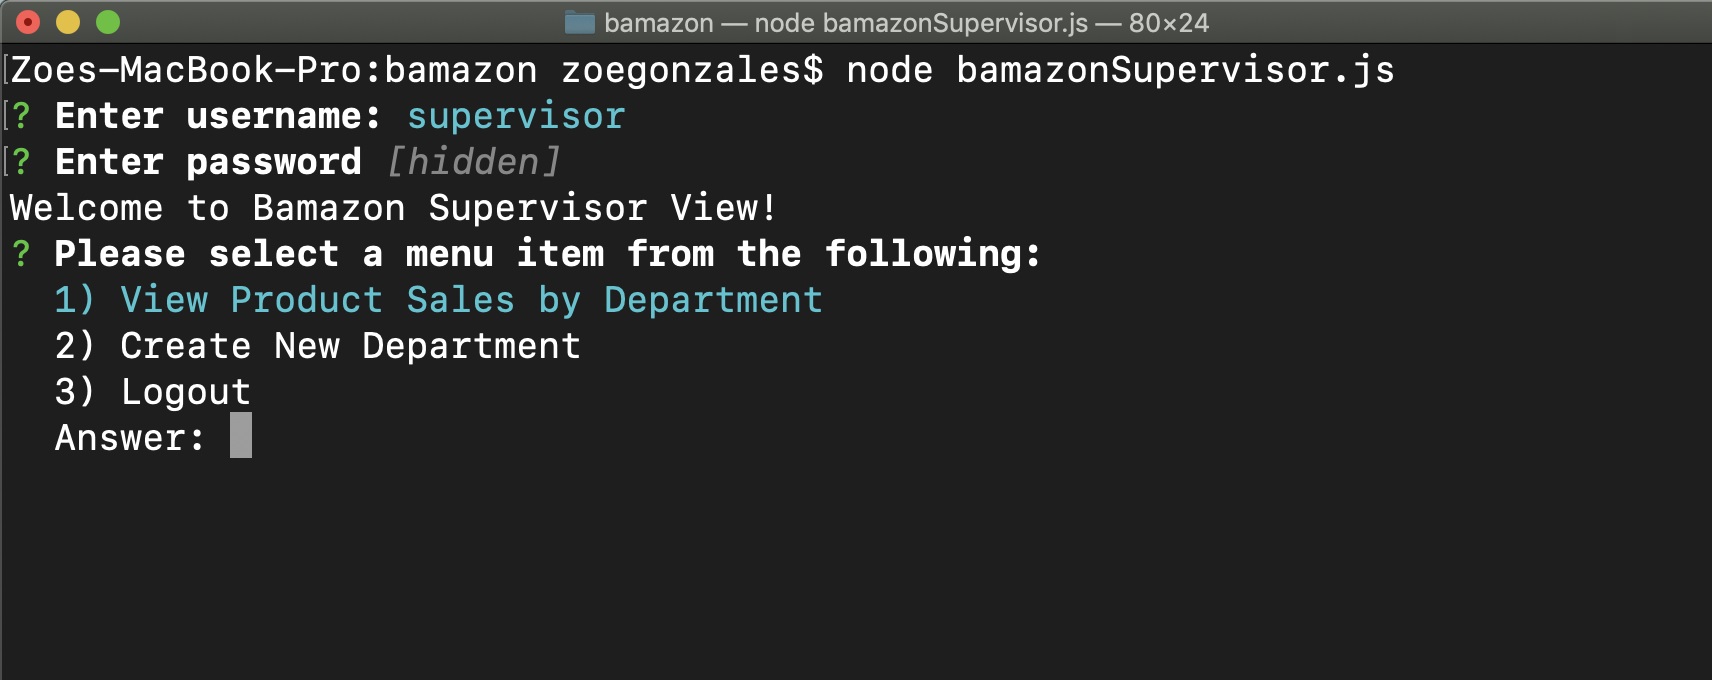 bamazon — node bamazonSupervisor.js — 80×24
Zoes-MacBook-Pro:bamazon zoegonzales$ node bamazonSupervisor.js
? Enter username: supervisor
? Enter password [hidden]
Welcome to Bamazon Supervisor View!
? Please select a menu item from the following:
1) View Product Sales by Department
2) Create New Department
3) Logout
Answer: